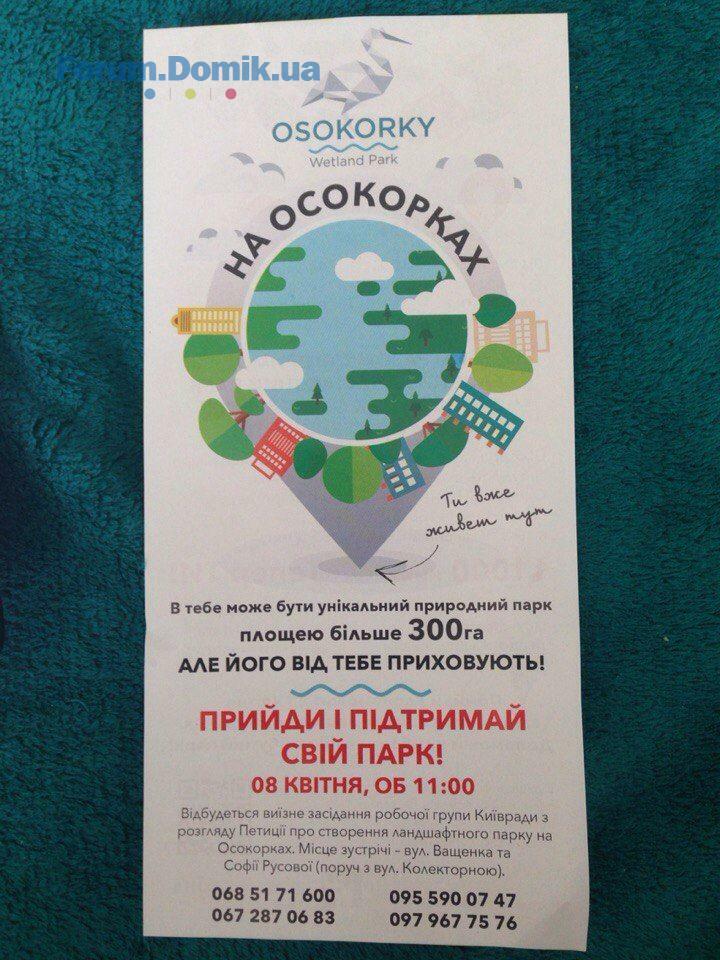 Forum.Domik.ua
OSOKORKY
Wetland Park
НА ОСОКОРКАХ
Ти вже
живеш тут
В тебе може бути унікальний природний парк
площею більше 300га
АЛЕ ЙОГО ВІД ТЕБЕ ПРИХОВУЮТЬ!
ПРИЙДИ І ПІДТРИМАЙ
СВІЙ ПАРК!
08 КВІТНЯ, ОБ 11:00
Відбудеться виїзне засідання робочої групи Київради з
розгляду Петиції про створення ландшафтного парку на
Осокорках. Місце зустрічі – вул. Ващенка та
Софії Русової (поруч з вул. Колекторною).
068 51 71 600 095 590 07 47
067 287 06 83 097 967 75 76